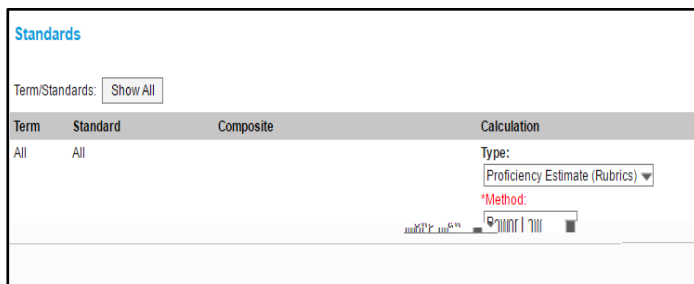 Standards
Term/Standards: Show All
Term Standard Composite Calculation
All All Type:
Proficiency Estimate (Rubrics)
*Method: